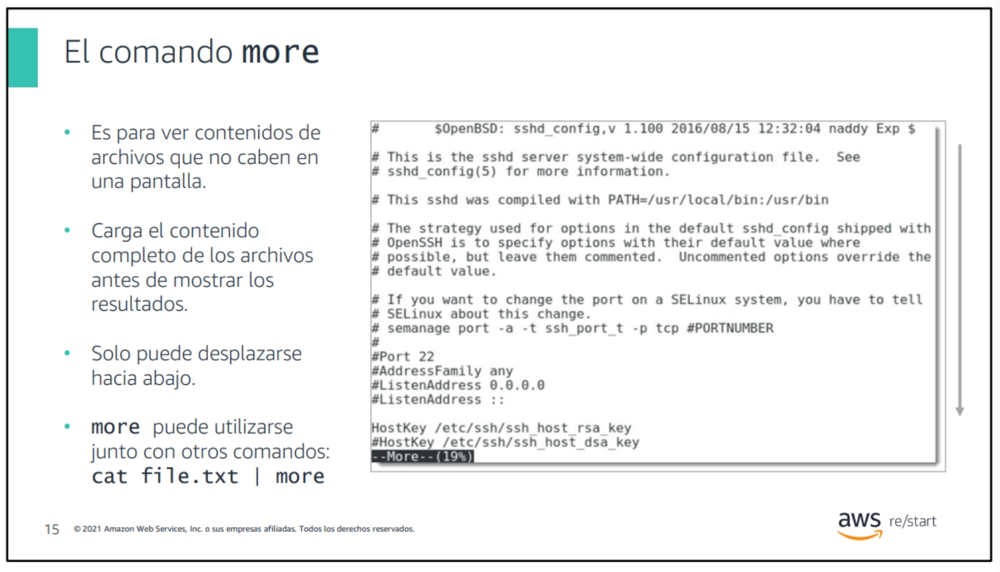 El comando more
• Es para ver contenidos de
archivos que no caben en
una pantalla.
• Carga el contenido
completo de los archivos
antes de mostrar los
resultados.
• Solo puede desplazarse
hacia abajo.
• more puede utilizarse
junto con otros comandos:
cat file.txt | more
#       $OpenBSD: sshd_config,v 1.100 2016/08/15 12:32:04 naddy Exp $
# This is the sshd server system-wide configuration file.  See
# sshd_config(5) for more information.
# This sshd was compiled with PATH=/usr/local/bin:/usr/bin
# The strategy used for options in the default sshd_config shipped with
# OpenSSH is to specify options with their default value where
# possible, but leave them commented.  Uncommented options override the
# default value.
# If you want to change the port on a SELinux system, you have to tell
# SELinux about this change.
# semanage port -a -t ssh_port_t -p tcp #PORTNUMBER
#
#Port 22
#AddressFamily any
#ListenAddress 0.0.0.0
#ListenAddress ::
HostKey /etc/ssh/ssh_host_rsa_key
#HostKey /etc/ssh/ssh_host_dsa_key
--More--(19%)
15 © 2021 Amazon Web Services, Inc. o sus empresas afiliadas. Todos los derechos reservados.
aws re/start